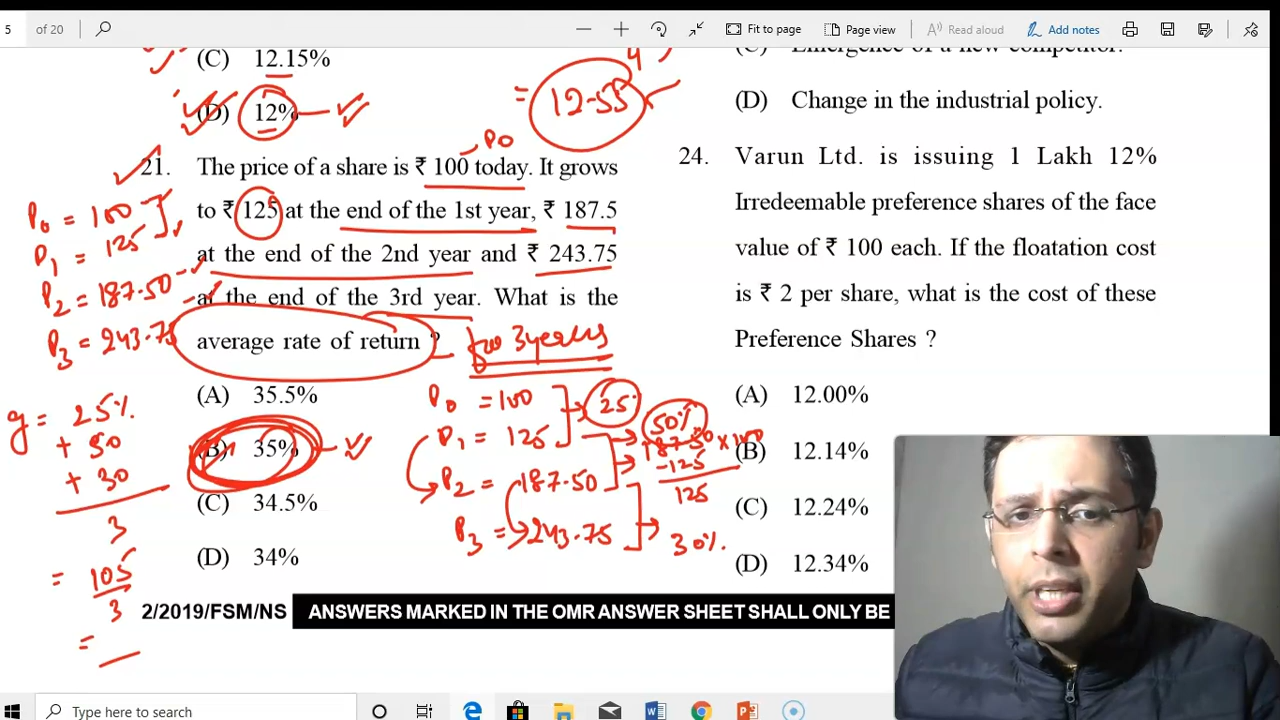 5 of 20
Fit to page
Page view
Read aloud
Add notes
(C) 12.15%
(D) 12%
= 12.55
P0
21. The price of a share is ₹ 100 today. It grows
to ₹ 125 at the end of the 1st year, ₹ 187.5
at the end of the 2nd year and ₹ 243.75
at the end of the 3rd year. What is the
average rate of return ?
for 3 years
(A) 35.5%
(B) 35%
(C) 34.5%
(D) 34%
P0 = 100
P1 = 125
P2 = 187.50
P3 = 243.75
g = 25%
+ 50
+ 30
3
= 105
3
=
P0 = 100
25%
P1 = 125
50%
187.50 × 100
-125
125
P2 = 187.50
P3 = 243.75
30%.
2/2019/FSM/NS
ANSWERS MARKED IN THE OMR ANSWER SHEET SHALL ONLY BE
(C) Emergence of a new competitor.
(D) Change in the industrial policy.
24. Varun Ltd. is issuing 1 Lakh 12%
Irredeemable preference shares of the face
value of ₹ 100 each. If the floatation cost
is ₹ 2 per share, what is the cost of these
Preference Shares ?
(A) 12.00%
(B) 12.14%
(C) 12.24%
(D) 12.34%
Type here to search